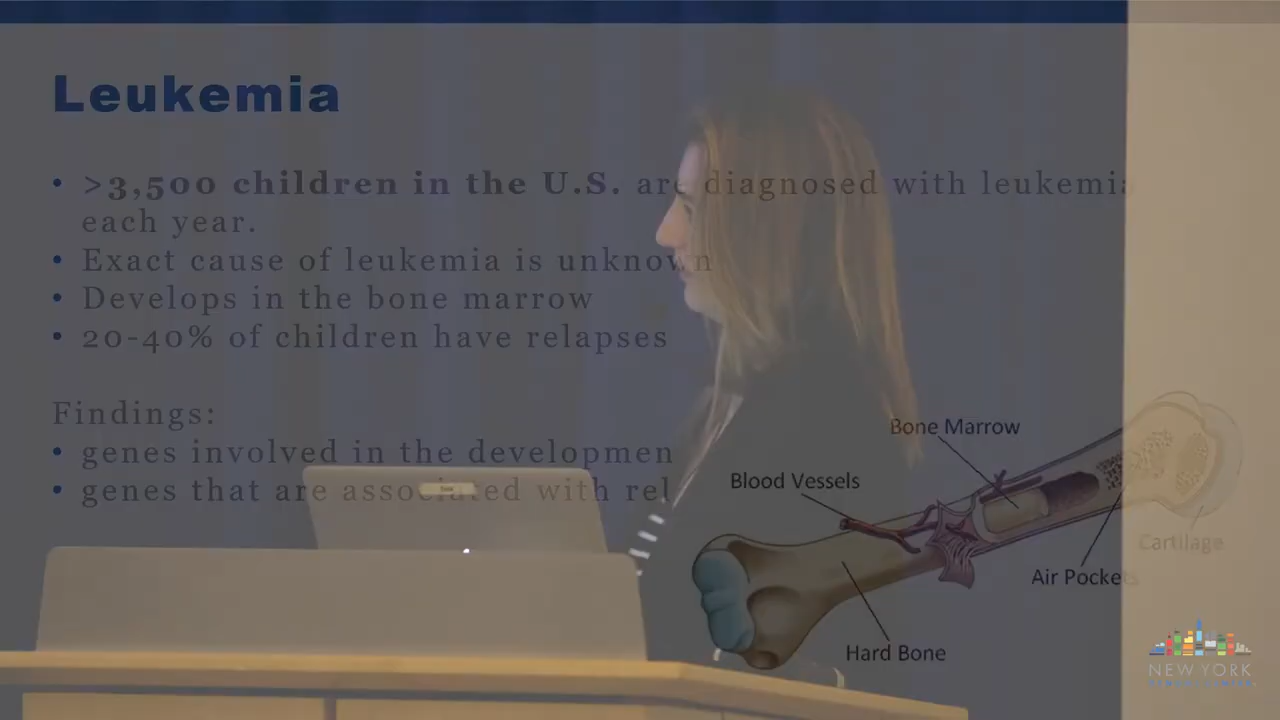 Leukemia
• >3,500 children in the U.S. are diagnosed with leukemia
each year.
• Exact cause of leukemia is unknown
• Develops in the bone marrow
• 20-40% of children have relapses
Findings:
• genes involved in the developmen
• genes that are associated with rel
Bone Marrow
Blood Vessels
Cartilage
Air Pockets
Hard Bone
NEW YORK